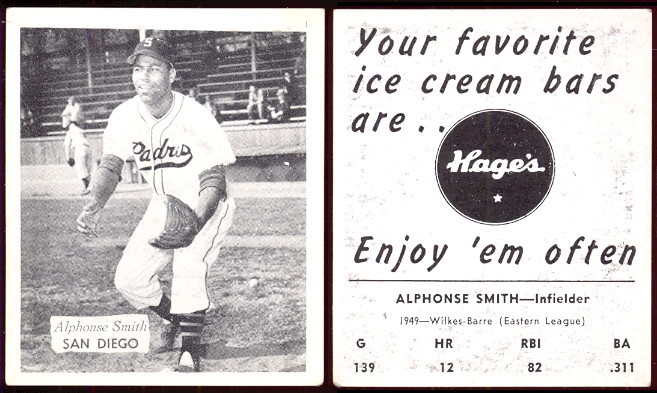 S
Padres
Alphonse Smith
SAN DIEGO
Your favorite
ice cream bars
are . .
Hage's
Enjoy 'em often
ALPHONSE SMITH—Infielder
1949—Wilkes-Barre (Eastern League)
G HR RBI BA
139 12 82 .311